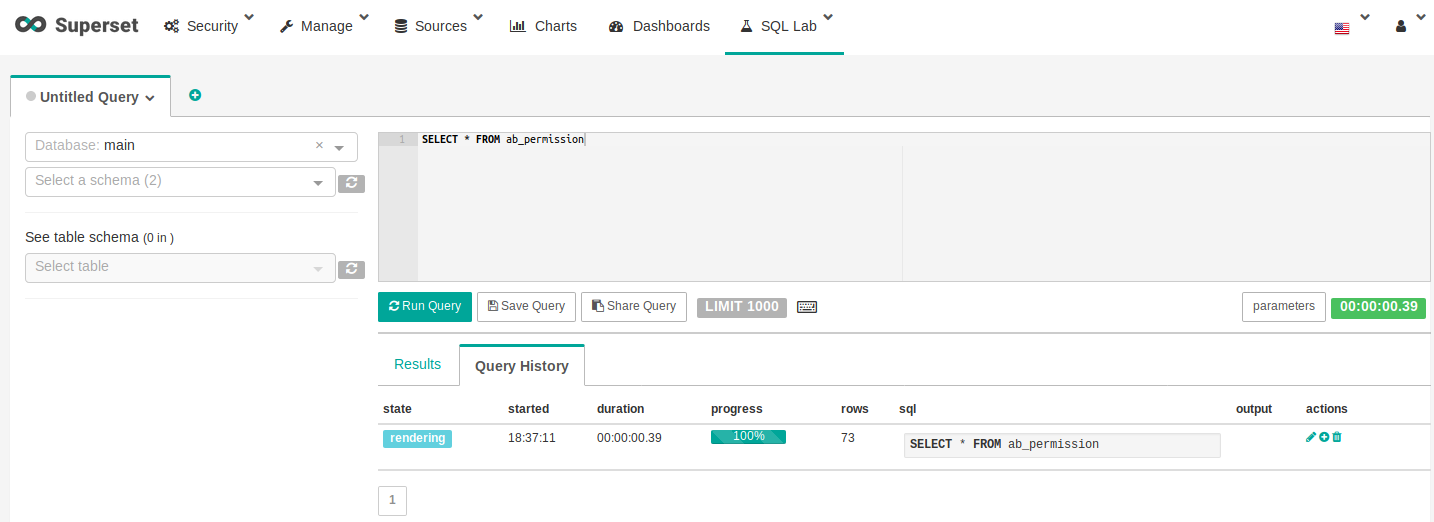 Superset Security Manage Sources Charts Dashboards SQL Lab
Untitled Query
Database: main
×
Select a schema (2)
See table schema (0 in )
Select table
1 SELECT * FROM ab_permission
Run Query Save Query Share Query LIMIT 1000 parameters 00:00:00.39
Results Query History
state started duration progress rows sql output actions
rendering 18:37:11 00:00:00.39 100% 73 SELECT * FROM ab_permission
1